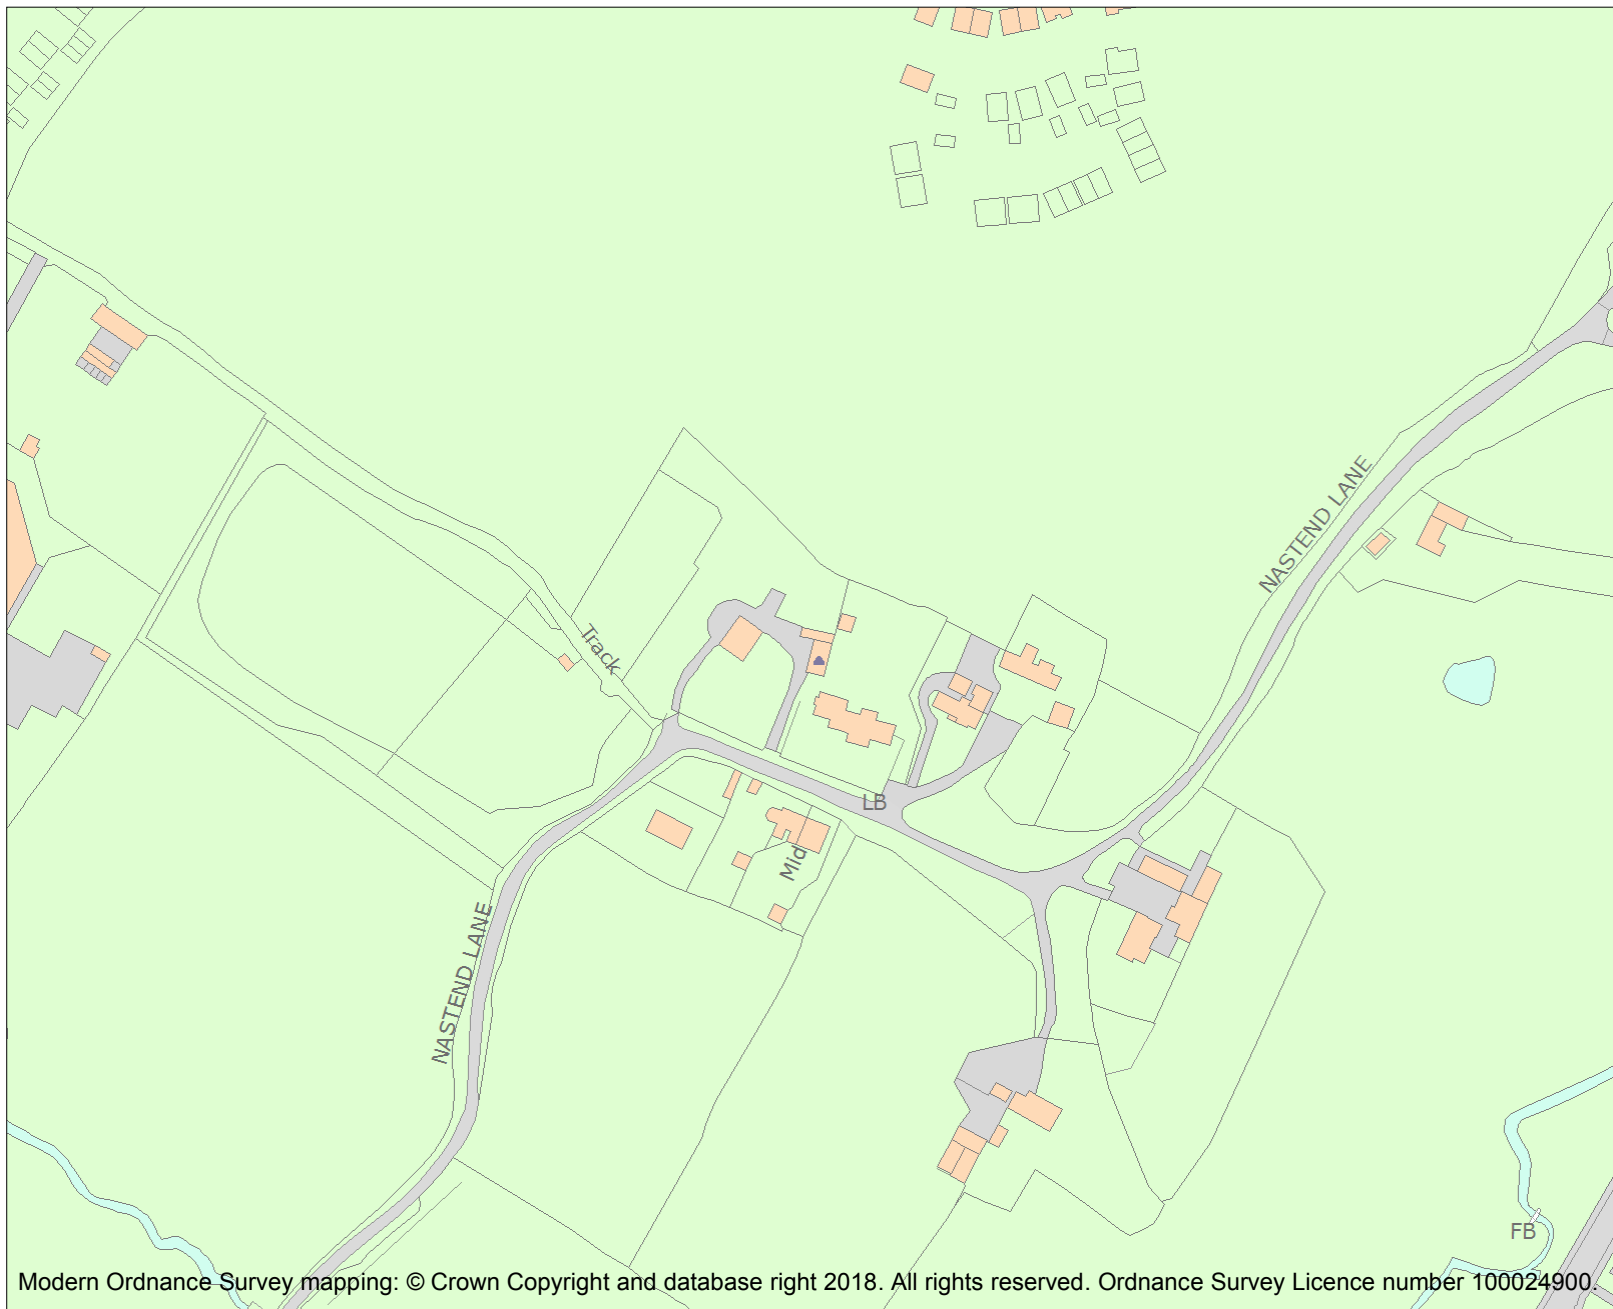 NASTEND LANE
Track
LB
Mid
NASTEND LANE
FB
Modern Ordnance Survey mapping: © Crown Copyright and database right 2018. All rights reserved. Ordnance Survey Licence number 100024900.